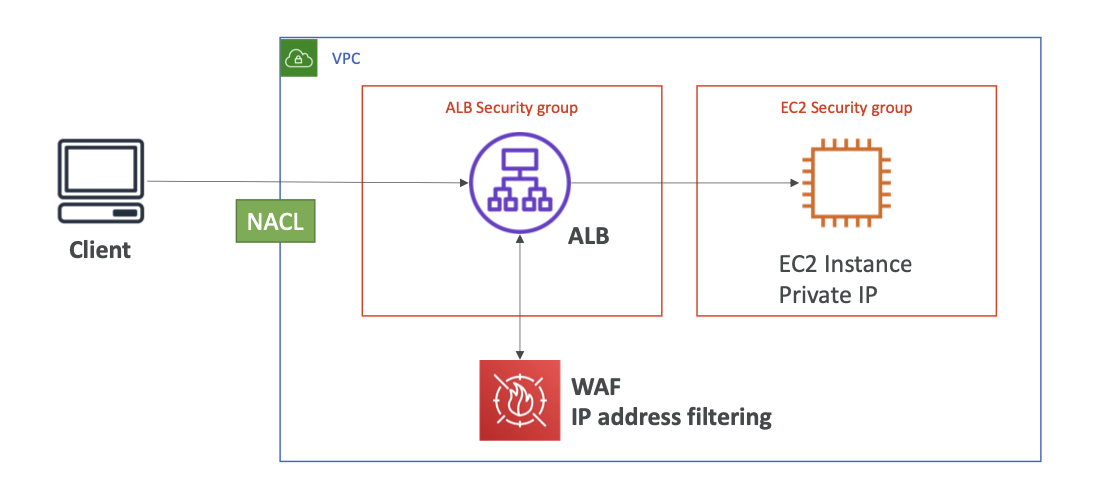 VPC
ALB Security group
EC2 Security group
NACL
Client
ALB
EC2 Instance
Private IP
WAF
IP address filtering